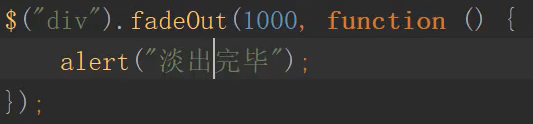 $("div").fadeOut(1000, function () {
alert("淡出完毕");
});